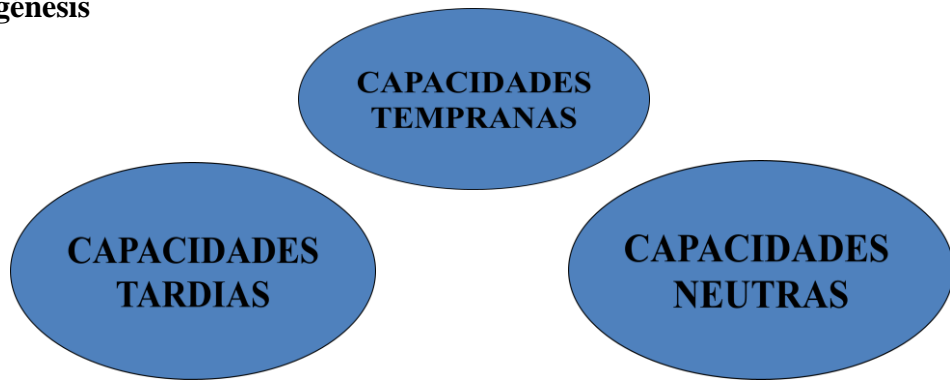 genesis
CAPACIDADES
TEMPRANAS
CAPACIDADES
TARDIAS
CAPACIDADES
NEUTRAS